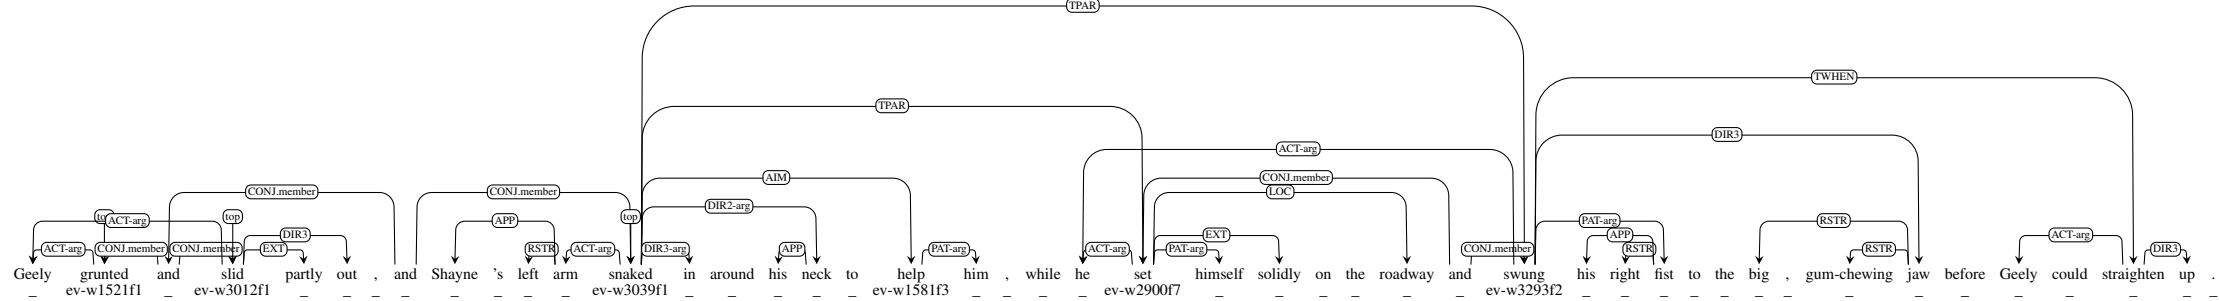 TPAR
TWHEN
TPAR
DIR3
ACT-arg
AIM CONJ.member
CONJ.member CONJ.member LOC
DIR2-arg
top ACT-arg top APP top PAT-arg RSTR
DIR3 EXT APP ACT-arg
ACT-arg CONJ.member CONJ.member EXT RSTR ACT-arg DIR3-arg APP PAT-arg ACT-arg PAT-arg CONJ.member RSTR RSTR DIR3
Geely grunted and slid partly out , and Shayne 's left arm snaked in around his neck to help him , while he set himself solidly on the roadway and swung his right fist to the big , gum-chewing jaw before Geely could straighten up .
_ ev-w1521f1 _ ev-w3012f1 _ _ _ _ _ _ _ _ ev-w3039f1 _ _ _ _ _ ev-w1581f3 _ _ _ _ ev-w2900f7 _ _ _ _ _ _ ev-w3293f2 _ _ _ _ _ _ _ _ _ _ _ _ _ _ _